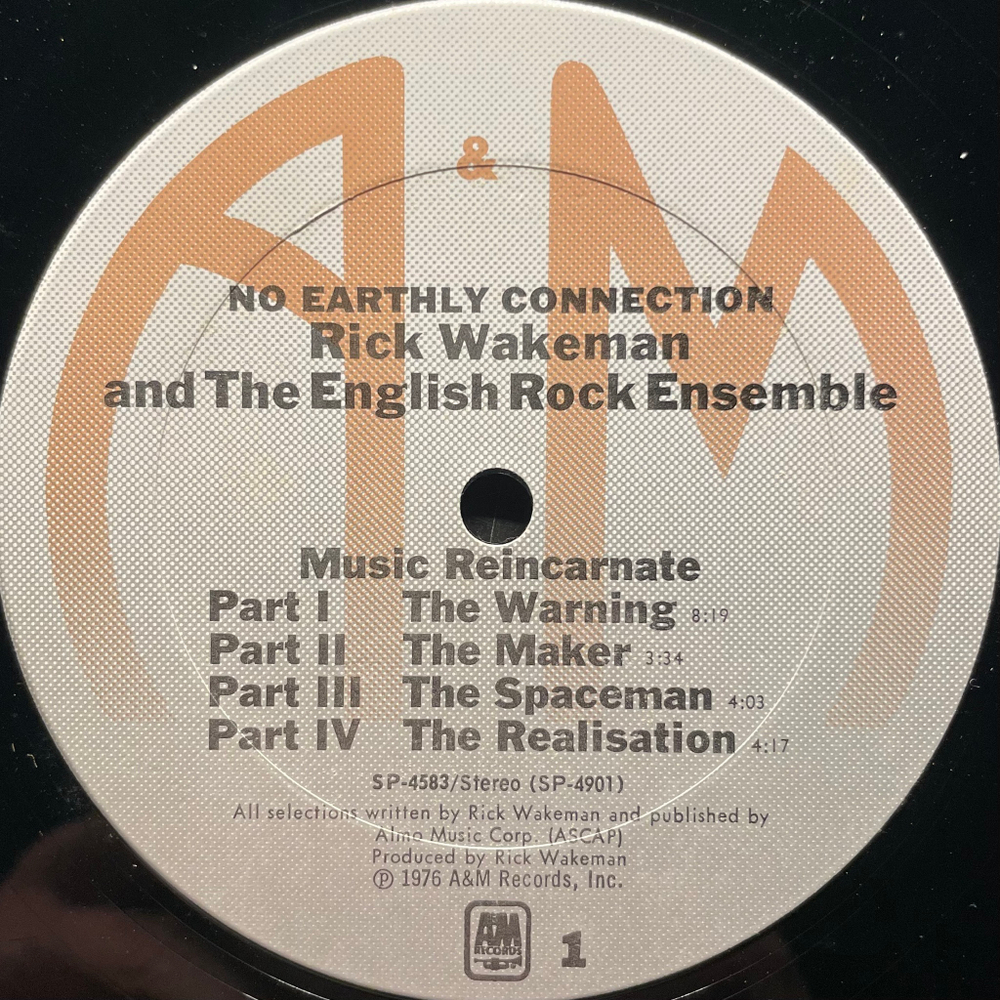 A & M
NO EARTHLY CONNECTION
Rick Wakeman
and The English Rock Ensemble
Music Reincarnate
Part I The Warning 8:19
Part II The Maker 3:34
Part III The Spaceman 4:03
Part IV The Realisation 4:17
SP-4583/Stereo (SP-4901)
All selections written by Rick Wakeman and published by
Almo Music Corp. (ASCAP)
Produced by Rick Wakeman
Ⓟ 1976 A&M Records, Inc.
A&M
RECORDS
1